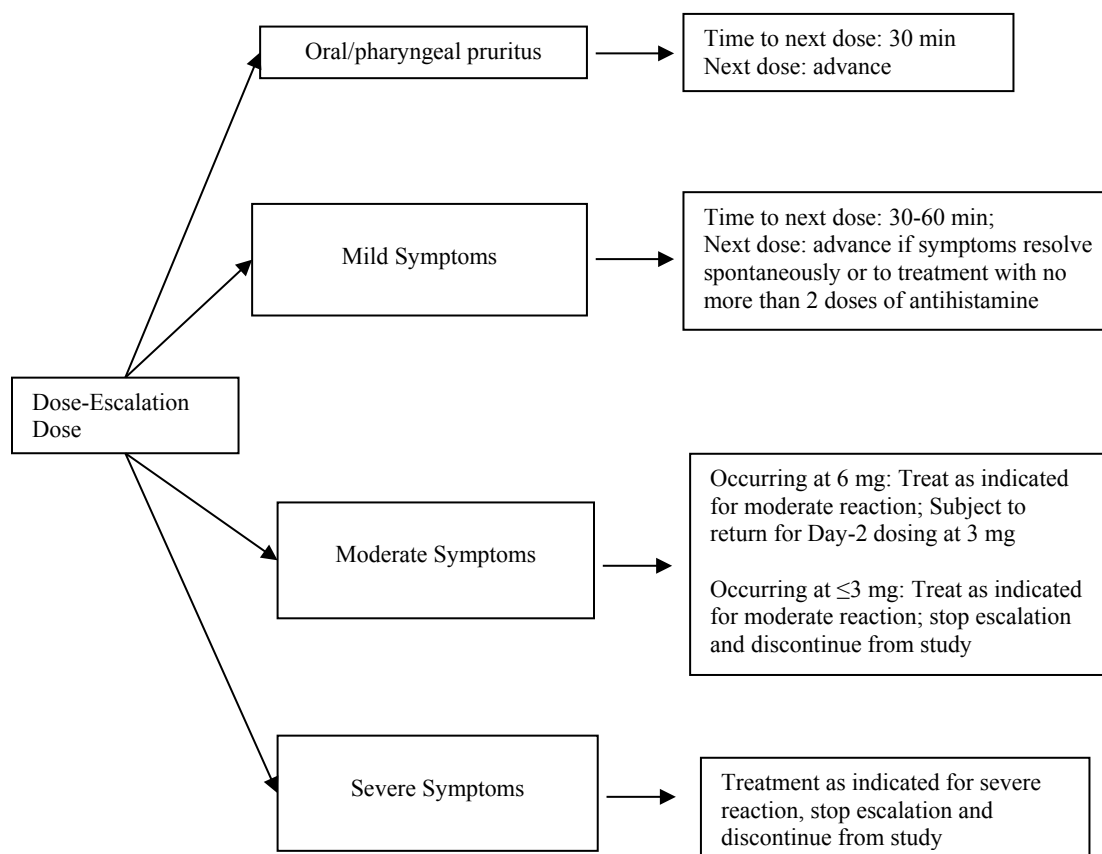 Oral/pharyngeal pruritus
Time to next dose: 30 min
Next dose: advance
Mild Symptoms
Time to next dose: 30-60 min;
Next dose: advance if symptoms resolve
spontaneously or to treatment with no
more than 2 doses of antihistamine
Dose-Escalation
Dose
Moderate Symptoms
Occurring at 6 mg: Treat as indicated
for moderate reaction; Subject to
return for Day-2 dosing at 3 mg
Occurring at ≤3 mg: Treat as indicated
for moderate reaction; stop escalation
and discontinue from study
Severe Symptoms
Treatment as indicated for severe
reaction, stop escalation and
discontinue from study